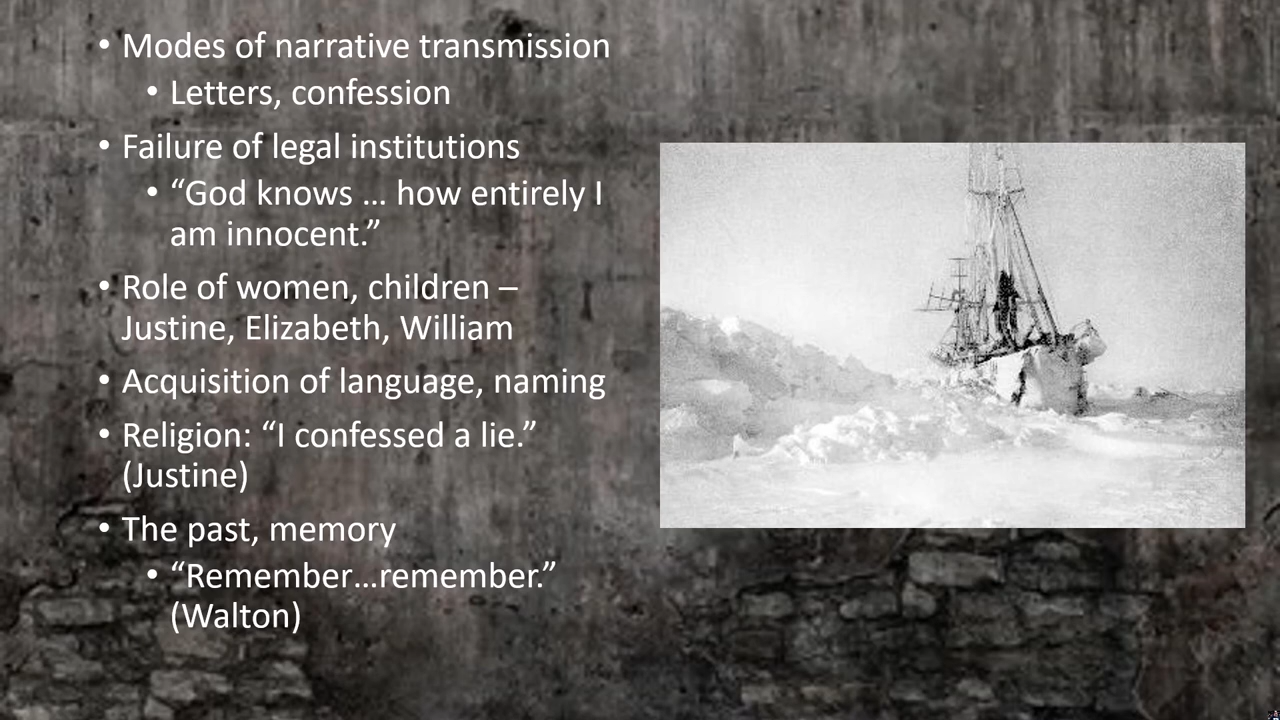 • Modes of narrative transmission
• Letters, confession
• Failure of legal institutions
• “God knows … how entirely I
am innocent.”
• Role of women, children –
Justine, Elizabeth, William
• Acquisition of language, naming
• Religion: “I confessed a lie.”
(Justine)
• The past, memory
• “Remember…remember.”
(Walton)